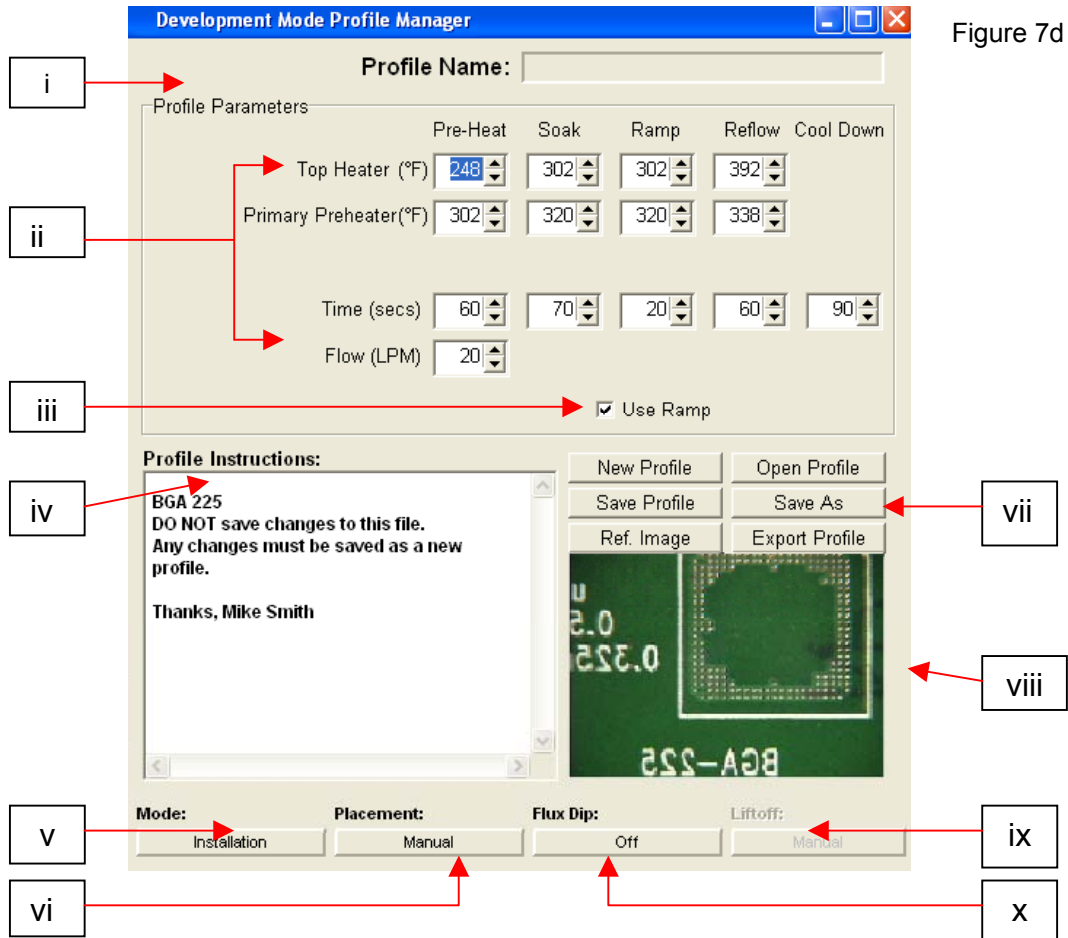 Development Mode Profile Manager
Figure 7d
i
Profile Name:
Profile Parameters
Pre-Heat Soak Ramp Reflow Cool Down
Top Heater (°F) 248 302 302 392
ii
Primary Preheater(°F) 302 320 320 338
Time (secs) 60 70 20 60 90
Flow (LPM) 20
iii
Use Ramp
Profile Instructions:
New Profile Open Profile
iv
BGA 225
DO NOT save changes to this file.
Any changes must be saved as a new
profile.
Thanks, Mike Smith
Save Profile Save As
vii
Ref. Image Export Profile
0.5
0.325
BGA-225
viii
Mode: Placement: Flux Dip: Liftoff:
v
Installation Manual Off Manual
ix
vi
x